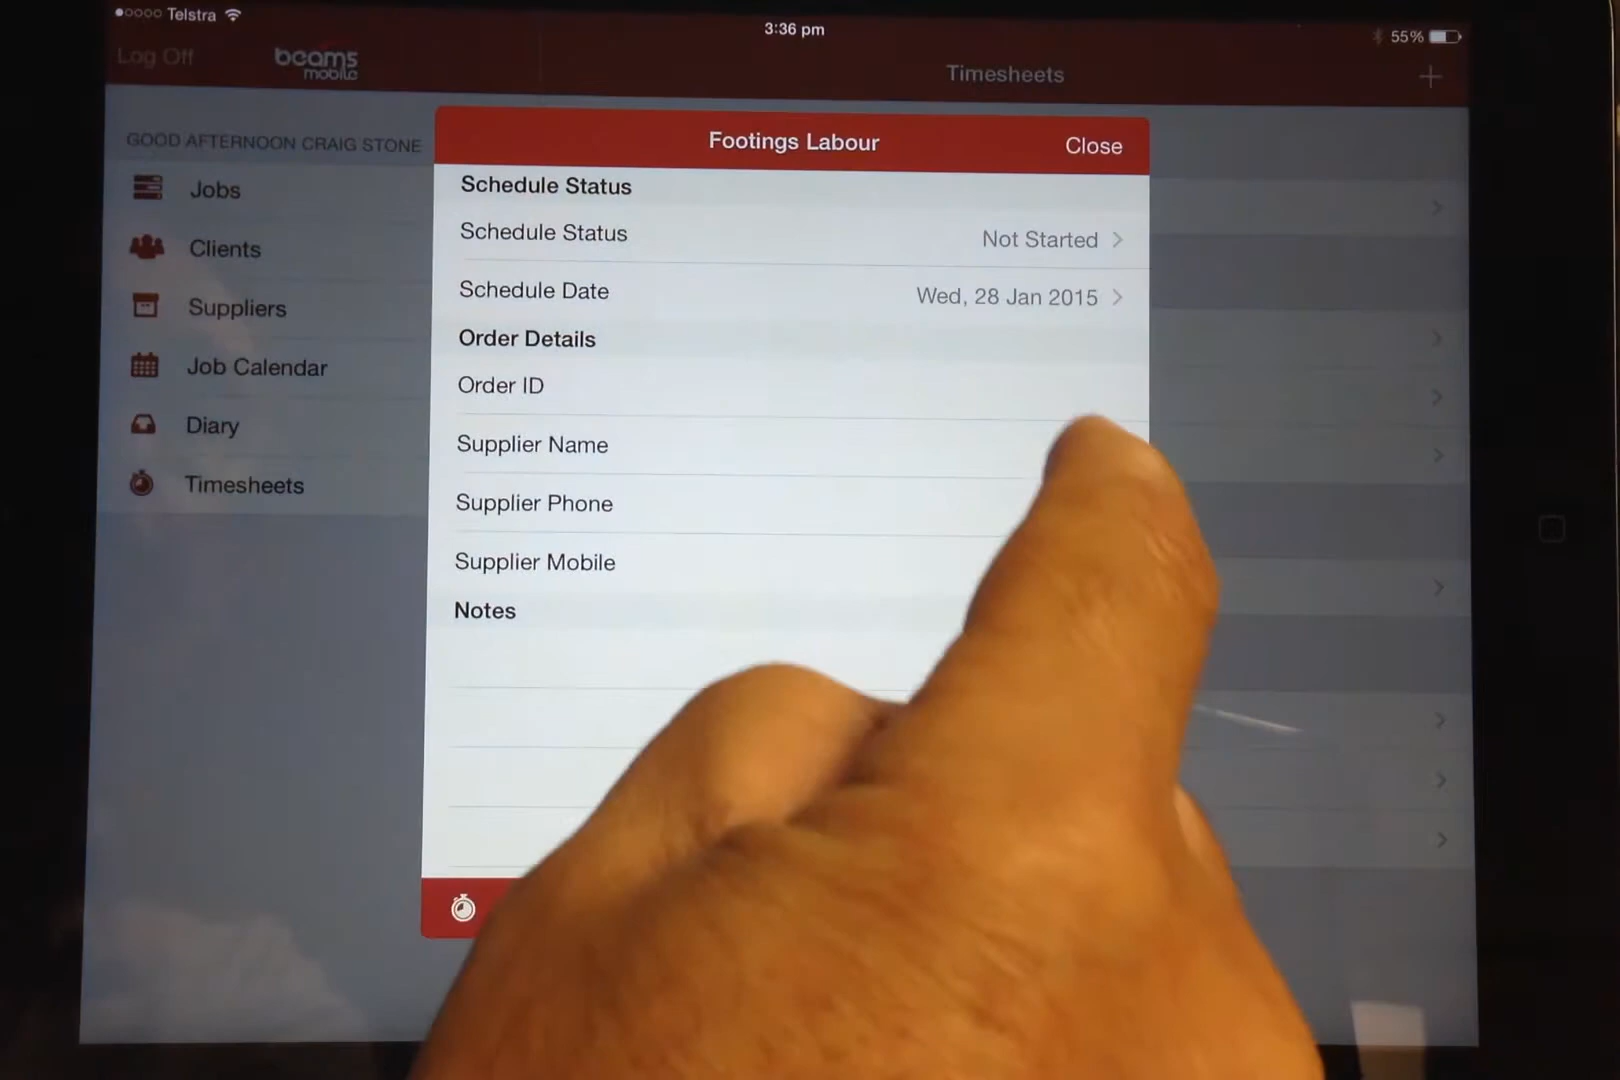 Telstra
3:36 pm
55%
Log Off
beams
mobile
Timesheets
+
GOOD AFTERNOON CRAIG STONE
Jobs
Clients
Suppliers
Job Calendar
Diary
Timesheets
Footings Labour
Close
Schedule Status
Schedule Status
Not Started
Schedule Date
Wed, 28 Jan 2015
Order Details
Order ID
Supplier Name
Supplier Phone
Supplier Mobile
Notes